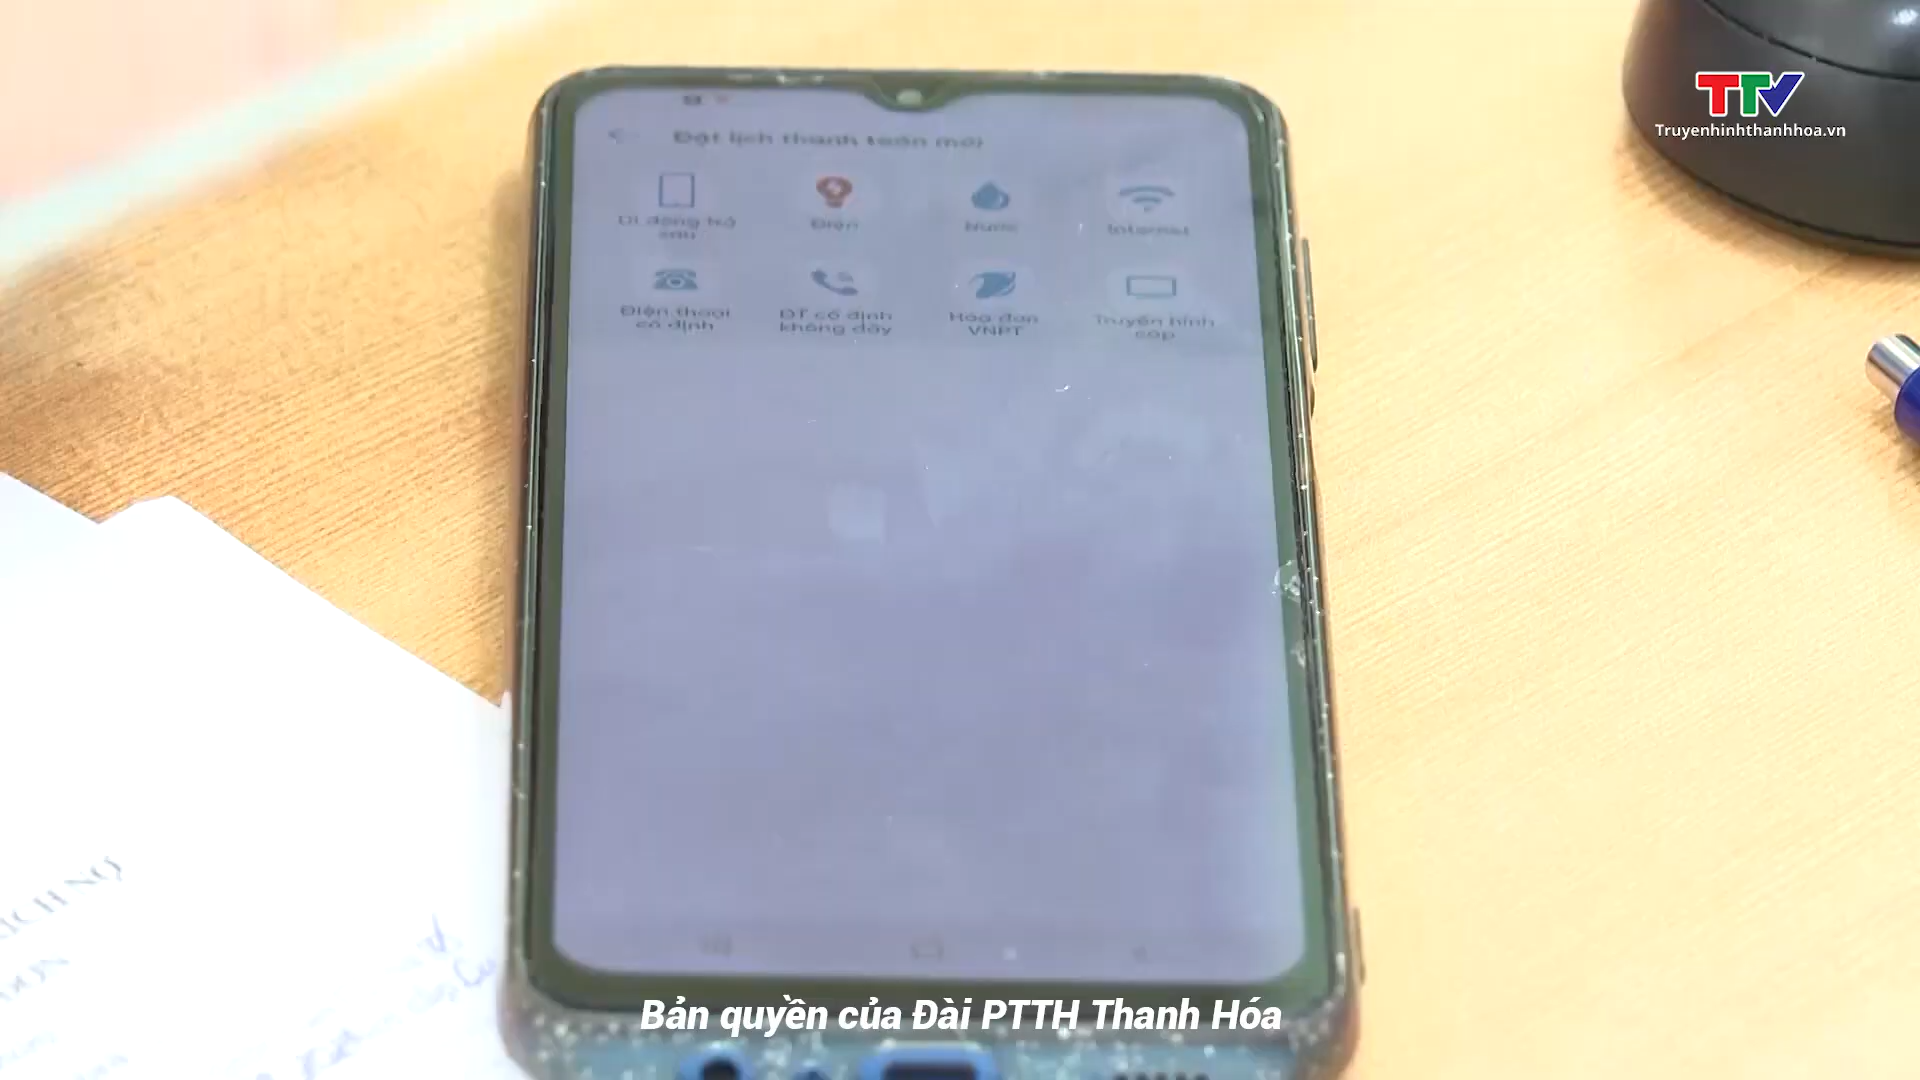 TTV
Truyenhinhthanhhoa.vn
Đặt lịch thanh toán mới
Di động trả
sau
Điện
Nước
Internet
Điện thoại
cố định
ĐT cố định
không dây
Hóa đơn
VNPT
Truyền hình
cáp
Bản quyền của Đài PTTH Thanh Hóa